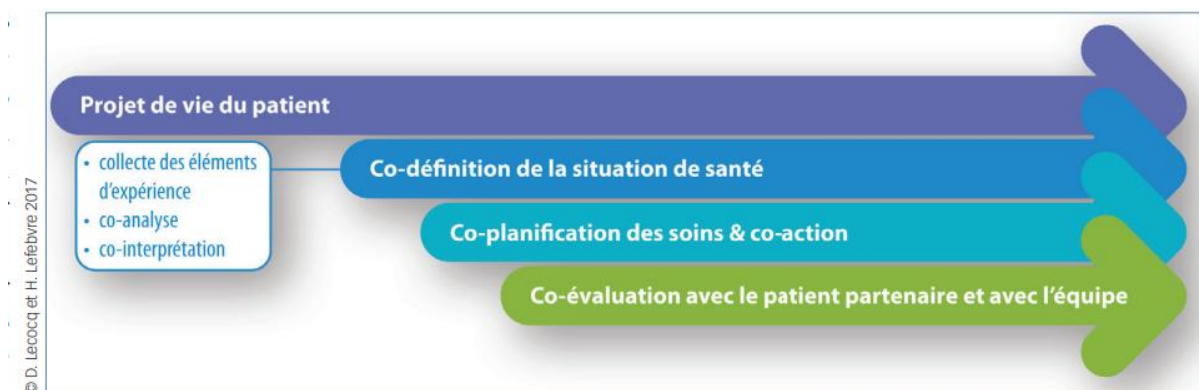 Projet de vie du patient
• collecte des éléments
d'expérience
• co-analyse
• co-interprétation
Co-définition de la situation de santé
Co-planification des soins & co-action
Co-évaluation avec le patient partenaire et avec l'équipe
© D. Lecocq et H. Lefebvre 2017